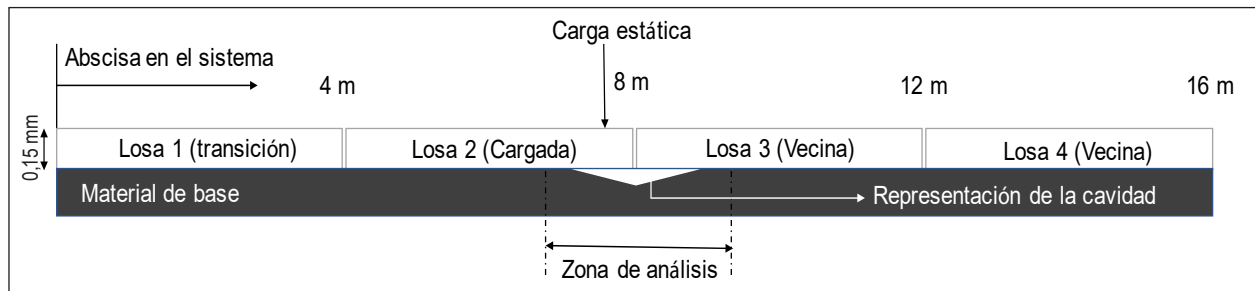 Carga estática
Abscisa en el sistema
4 m
8 m
12 m
16 m
0,15 mm
Losa 1 (transición)
Losa 2 (Cargada)
Losa 3 (Vecina)
Losa 4 (Vecina)
Material de base
Representación de la cavidad
Zona de análisis